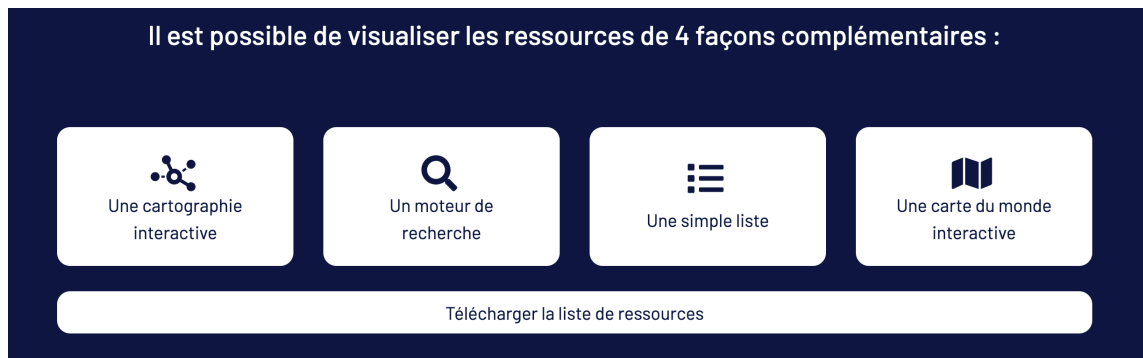 Il est possible de visualiser les ressources de 4 façons complémentaires :
Une cartographie
interactive
Un moteur de
recherche
Une simple liste
Une carte du monde
interactive
Télécharger la liste de ressources